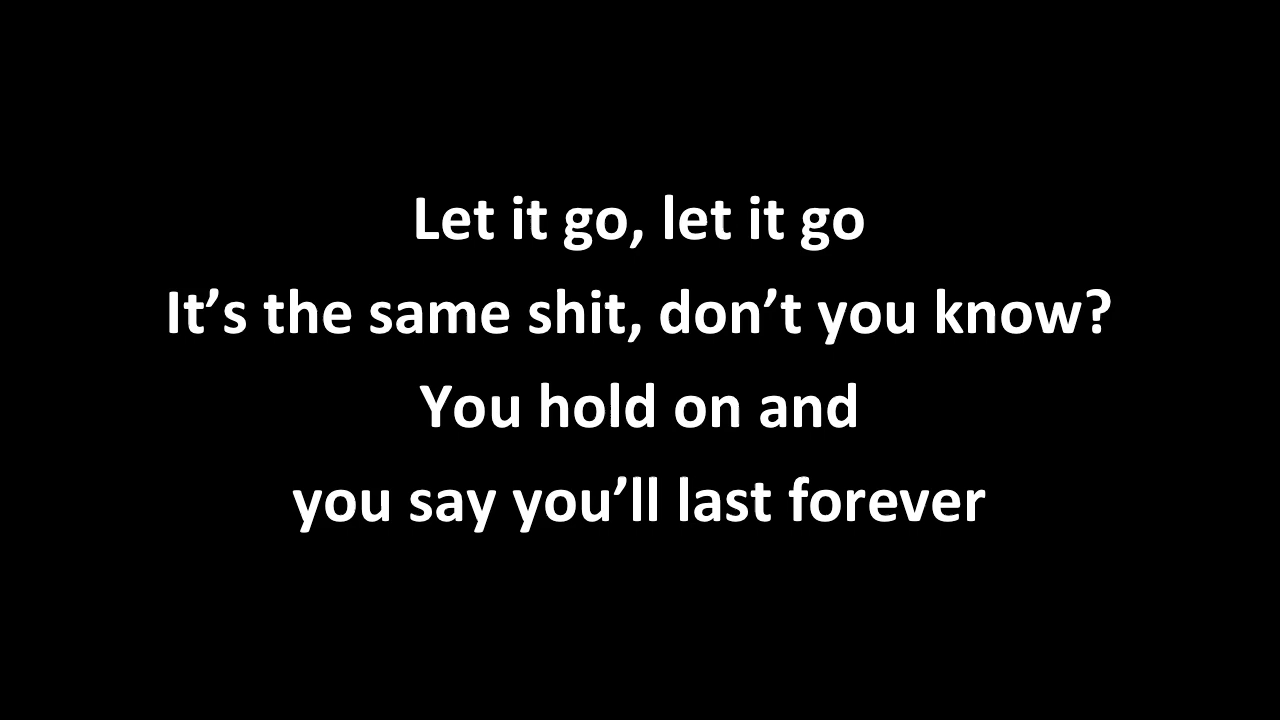 Let it go, let it go
It’s the same shit, don’t you know?
You hold on and
you say you’ll last forever